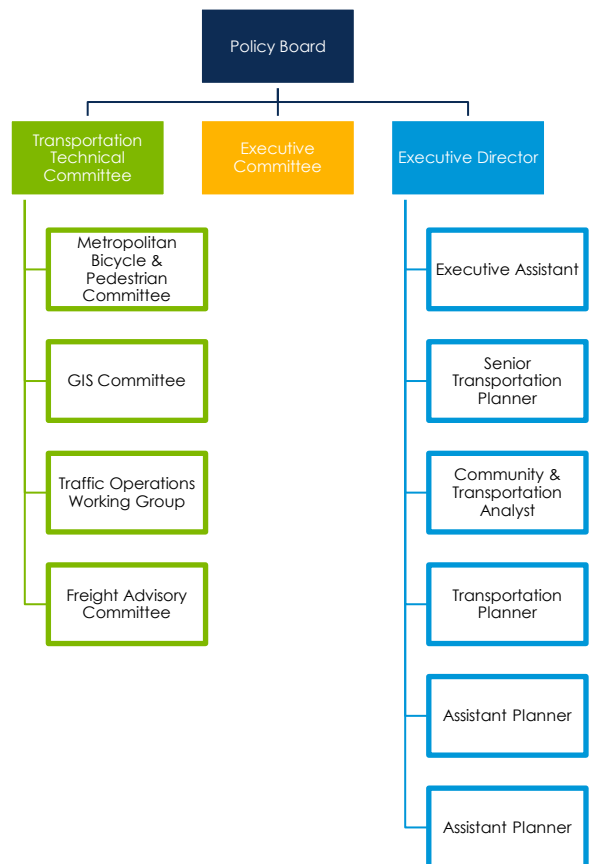 Policy Board
Transportation
Technical
Committee
Executive
Committee
Executive Director
Metropolitan
Bicycle &
Pedestrian
Committee
GIS Committee
Traffic Operations
Working Group
Freight Advisory
Committee
Executive Assistant
Senior
Transportation
Planner
Community &
Transportation
Analyst
Transportation
Planner
Assistant Planner
Assistant Planner